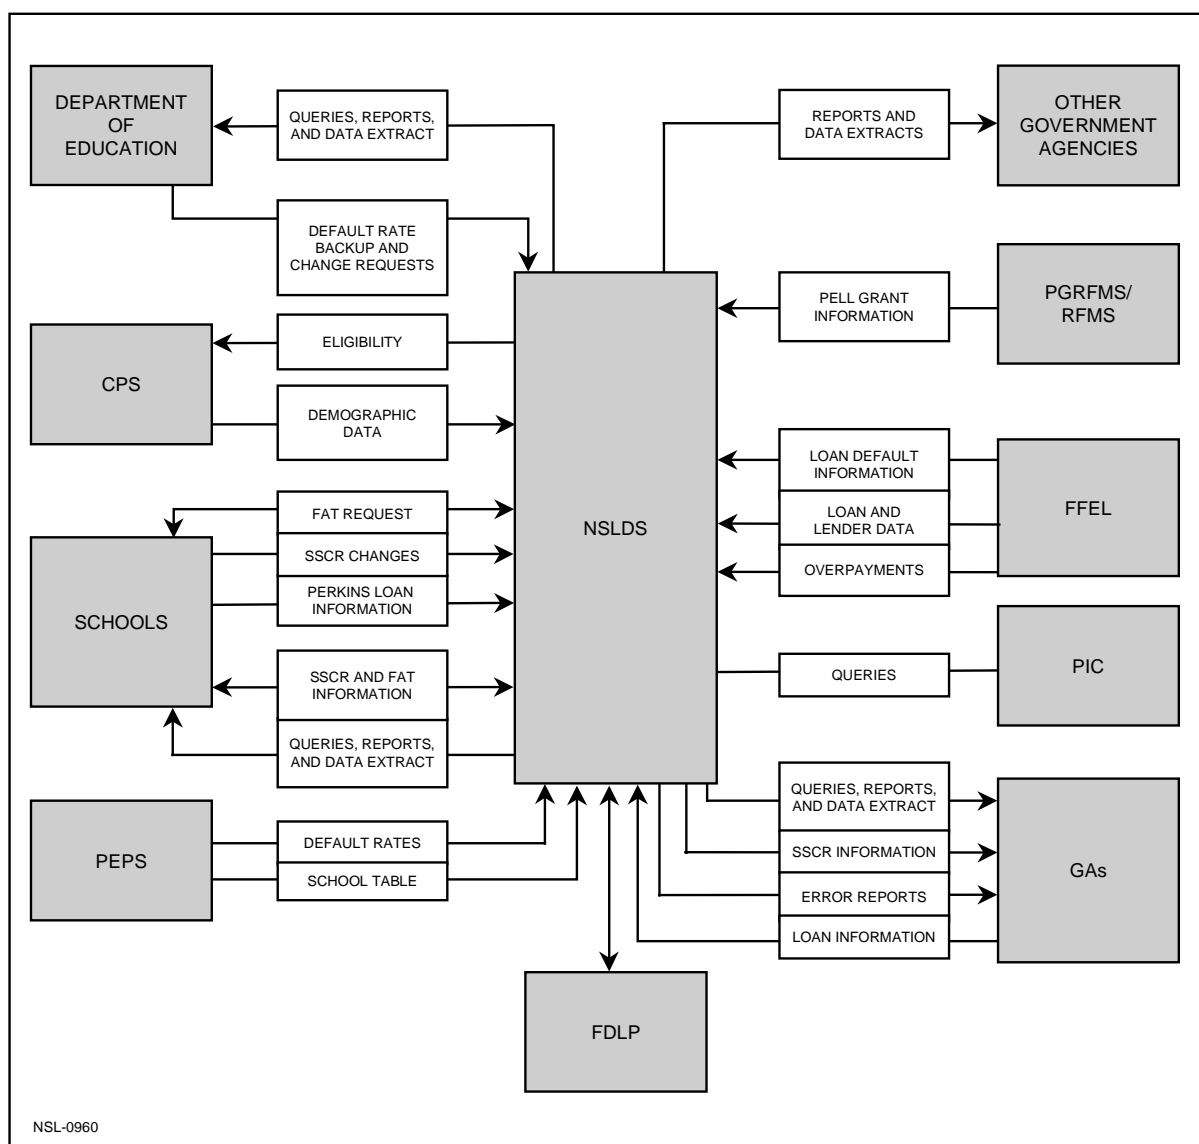 DEPARTMENT
OF
EDUCATION
QUERIES, REPORTS,
AND DATA EXTRACT
REPORTS AND
DATA EXTRACTS
OTHER
GOVERNMENT
AGENCIES
DEFAULT RATE
BACKUP AND
CHANGE REQUESTS
PELL GRANT
INFORMATION
PGRFMS/
RFMS
CPS
ELIGIBILITY
DEMOGRAPHIC
DATA
NSLDS
LOAN DEFAULT
INFORMATION
LOAN AND
LENDER DATA
OVERPAYMENTS
FFEL
SCHOOLS
FAT REQUEST
SSCR CHANGES
PERKINS LOAN
INFORMATION
SSCR AND FAT
INFORMATION
QUERIES, REPORTS,
AND DATA EXTRACT
QUERIES
PIC
PEPS
DEFAULT RATES
SCHOOL TABLE
QUERIES, REPORTS,
AND DATA EXTRACT
SSCR INFORMATION
ERROR REPORTS
LOAN INFORMATION
GAs
FDLP
NSL-0960